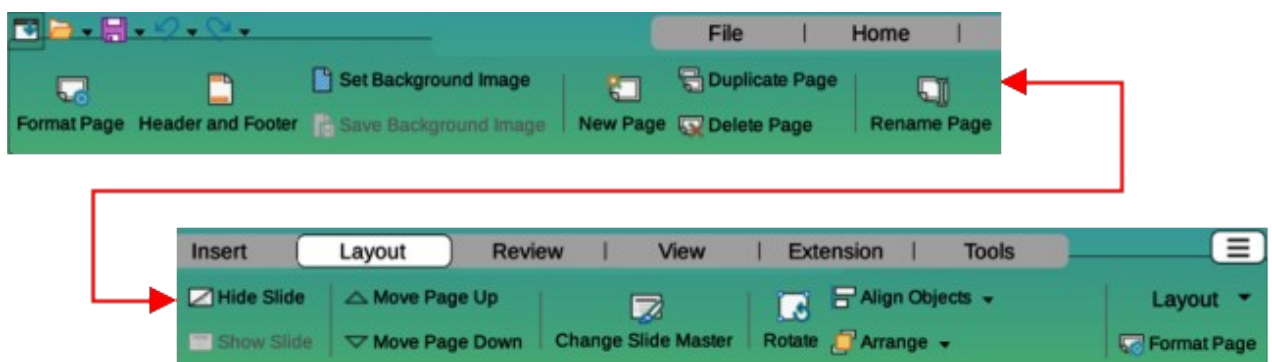 File | Home |
Set Background Image Duplicate Page
Format Page Header and Footer Save Background Image New Page Delete Page Rename Page
Insert Layout Review | View | Extension | Tools
Hide Slide Move Page Up Align Objects Layout
Show Slide Move Page Down Change Slide Master Rotate Arrange Format Page